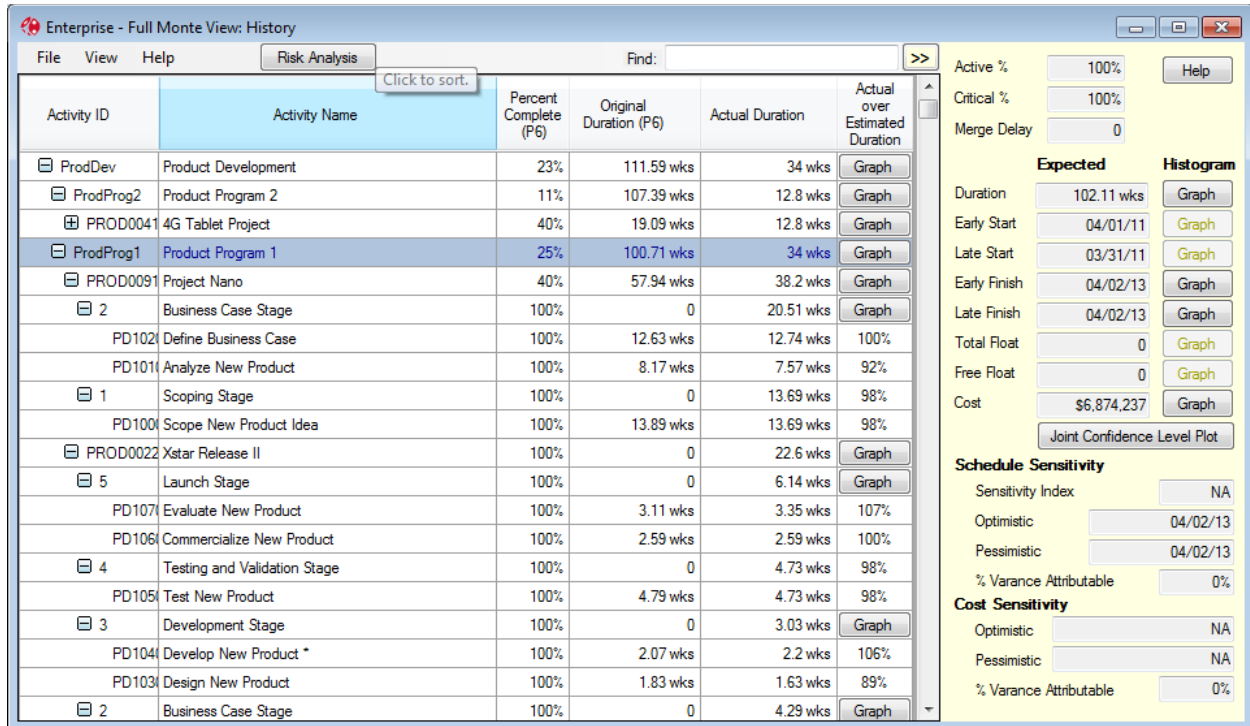 Enterprise - Full Monte View: History
File View Help Risk Analysis Find: >>
Click to sort.
Activity ID Activity Name Percent Complete (P6) Original Duration (P6) Actual Duration Actual over Estimated Duration
ProdDev Product Development 23% 111.59 wks 34 wks Graph
ProdProg2 Product Program 2 11% 107.39 wks 12.8 wks Graph
PROD0041 4G Tablet Project 40% 19.09 wks 12.8 wks Graph
ProdProg1 Product Program 1 25% 100.71 wks 34 wks Graph
PROD0091 Project Nano 40% 57.94 wks 38.2 wks Graph
2 Business Case Stage 100% 0 20.51 wks Graph
PD1020 Define Business Case 100% 12.63 wks 12.74 wks 100%
PD1010 Analyze New Product 100% 8.17 wks 7.57 wks 92%
1 Scoping Stage 100% 0 13.69 wks 98%
PD1000 Scope New Product Idea 100% 13.89 wks 13.69 wks 98%
PROD0022 Xstar Release II 100% 0 22.6 wks Graph
5 Launch Stage 100% 0 6.14 wks Graph
PD1070 Evaluate New Product 100% 3.11 wks 3.35 wks 107%
PD1060 Commercialize New Product 100% 2.59 wks 2.59 wks 100%
4 Testing and Validation Stage 100% 0 4.73 wks 98%
PD1050 Test New Product 100% 4.79 wks 4.73 wks 98%
3 Development Stage 100% 0 3.03 wks Graph
PD1040 Develop New Product * 100% 2.07 wks 2.2 wks 106%
PD1030 Design New Product 100% 1.83 wks 1.63 wks 89%
2 Business Case Stage 100% 0 4.29 wks Graph
Active % 100% Help
Critical % 100%
Merge Delay 0
Expected Histogram
Duration 102.11 wks Graph
Early Start 04/01/11 Graph
Late Start 03/31/11 Graph
Early Finish 04/02/13 Graph
Late Finish 04/02/13 Graph
Total Float 0 Graph
Free Float 0 Graph
Cost $6,874,237 Graph
Joint Confidence Level Plot
Schedule Sensitivity
Sensitivity Index NA
Optimistic 04/02/13
Pessimistic 04/02/13
% Varance Attributable 0%
Cost Sensitivity
Optimistic NA
Pessimistic NA
% Varance Attributable 0%